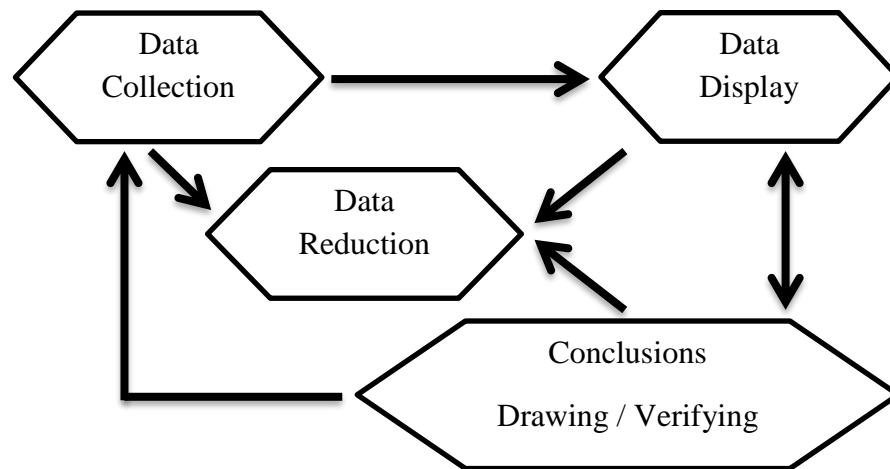 Data
Collection
Data
Display
Data
Reduction
Conclusions
Drawing / Verifying